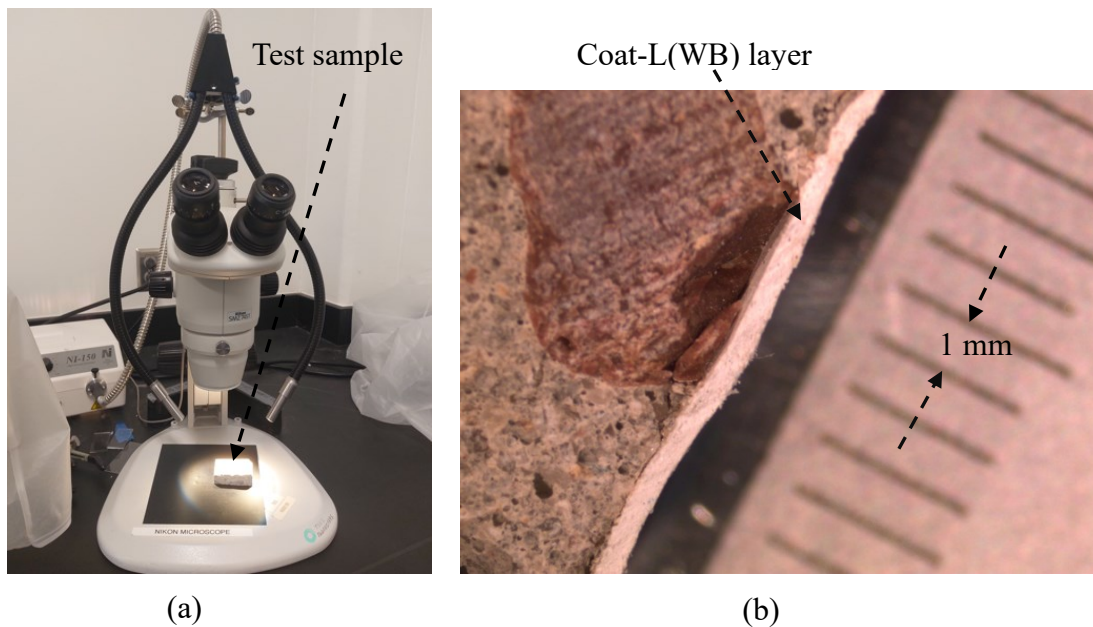 Test sample
Coat-L(WB) layer
NI-150
1 mm
NIKON MICROSCOPE
(a)
(b)